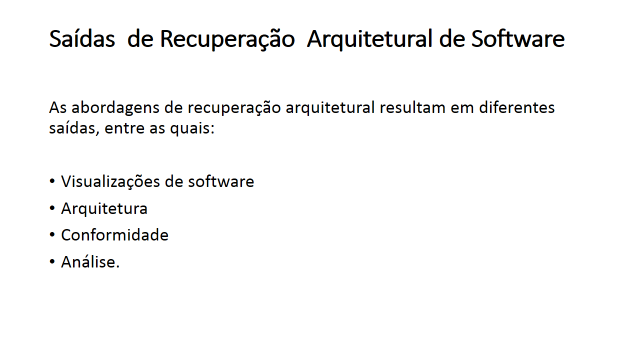 Saídas de Recuperação Arquitetural de Software
As abordagens de recuperação arquitetural resultam em diferentes
saídas, entre as quais:
• Visualizações de software
• Arquitetura
• Conformidade
• Análise.